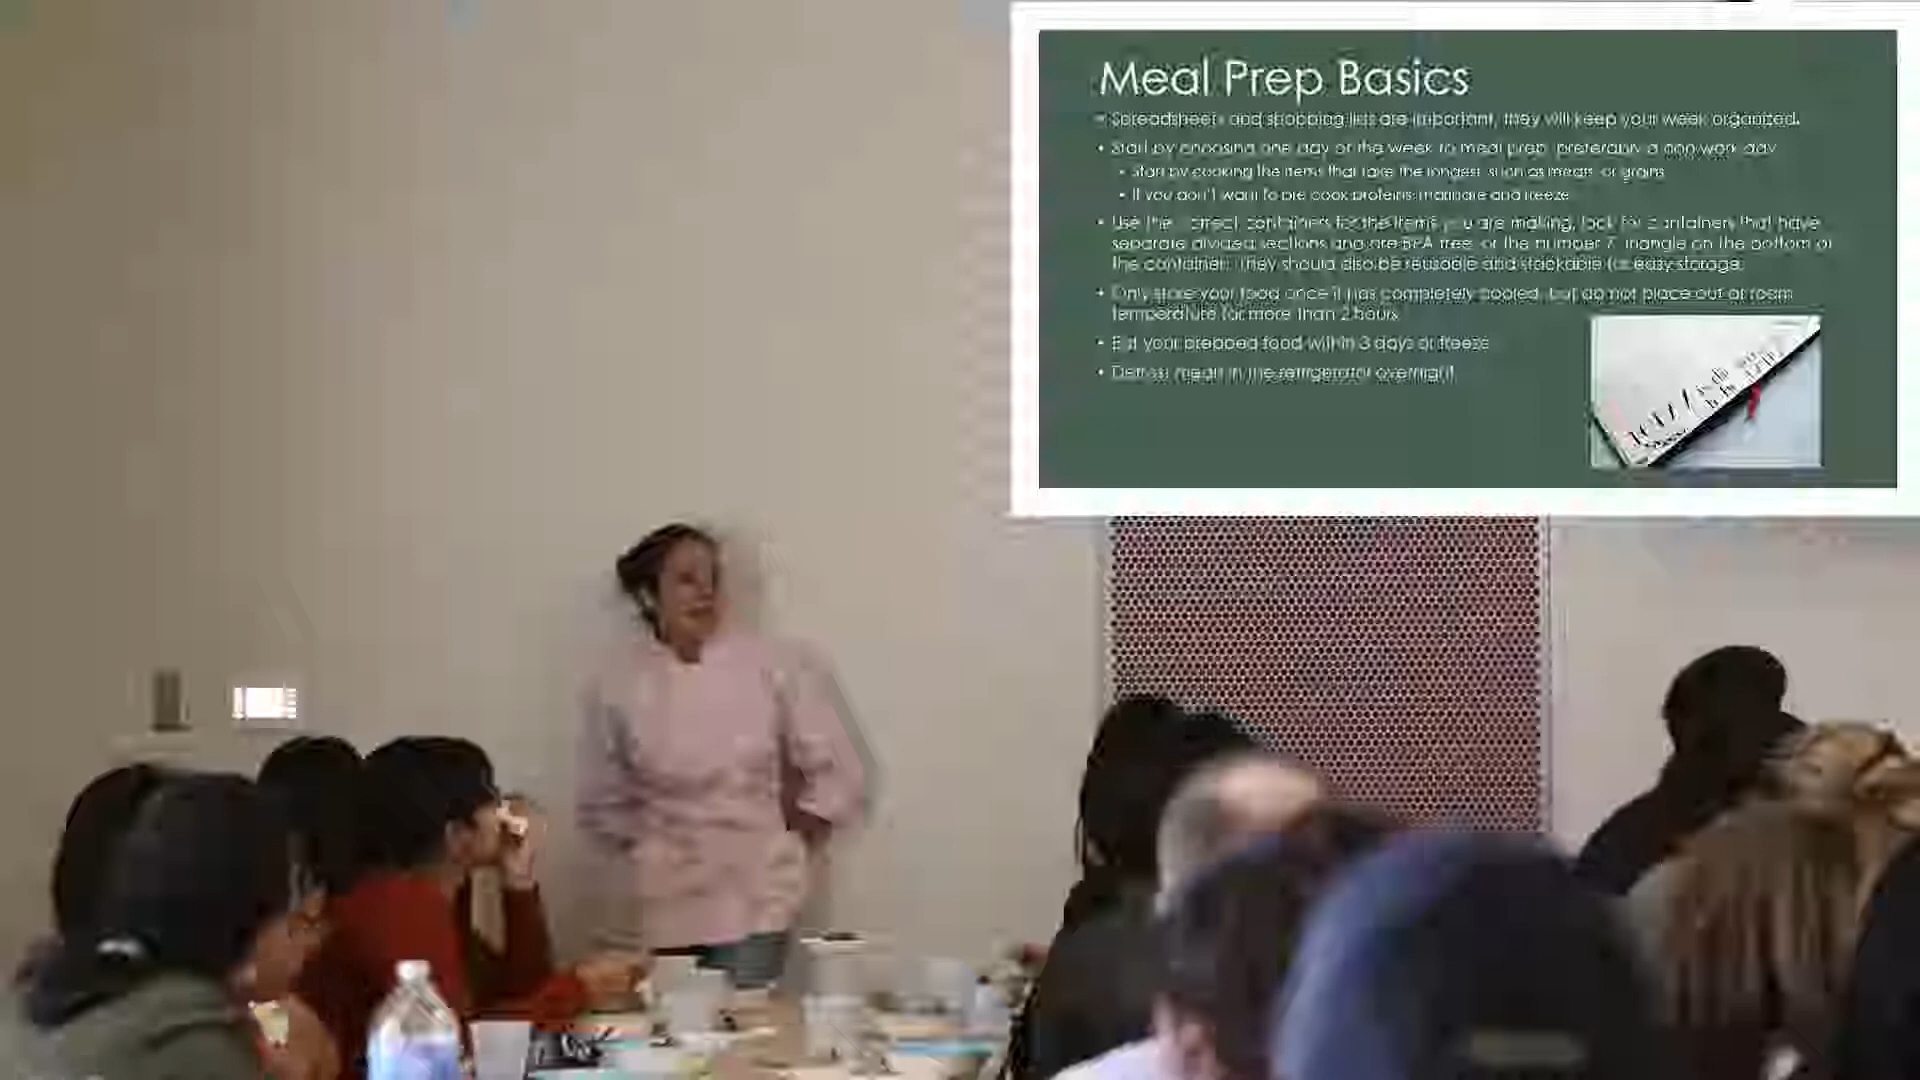 Meal Prep Basics
• Spreadsheets and shopping lists are important, they will keep your week organized.
• Start by choosing one day of the week to meal prep, preferably a non work day
• Start by cooking the items that take the longest, such as meats or grains
• If you don't want to pre cook proteins, marinate and freeze
• Use the correct containers for the items you are making, look for containers that have
separate divided sections and are BPA free, or the number 7 triangle on the bottom of
the container. They should also be reusable and stackable for easy storage.
• Only store your food once it has completely cooled, but do not place out at room
temperature for more than 2 hours
• Eat your prepped food within 3 days or freeze
• Defrost meat in the refrigerator overnight